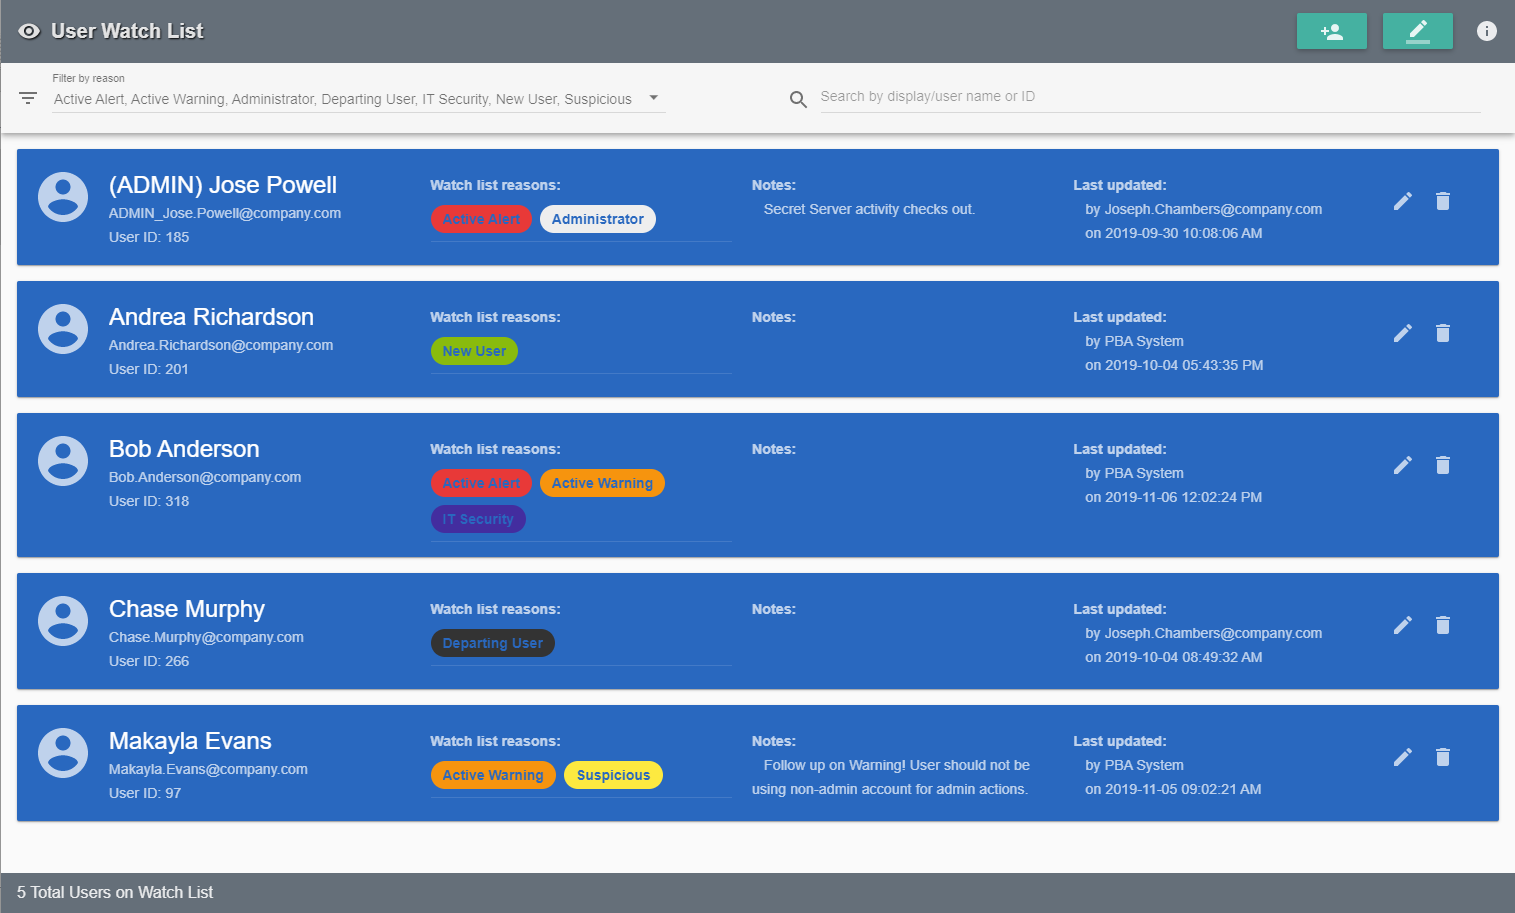 User Watch List
Filter by reason
Active Alert, Active Warning, Administrator, Departing User, IT Security, New User, Suspicious
Search by display/user name or ID
(ADMIN) Jose Powell
ADMIN_Jose.Powell@company.com
User ID: 185
Watch list reasons:
Active Alert Administrator
Notes:
Secret Server activity checks out.
Last updated:
by Joseph.Chambers@company.com
on 2019-09-30 10:08:06 AM
Andrea Richardson
Andrea.Richardson@company.com
User ID: 201
Watch list reasons:
New User
Notes:
Last updated:
by PBA System
on 2019-10-04 05:43:35 PM
Bob Anderson
Bob.Anderson@company.com
User ID: 318
Watch list reasons:
Active Alert Active Warning
IT Security
Notes:
Last updated:
by PBA System
on 2019-11-06 12:02:24 PM
Chase Murphy
Chase.Murphy@company.com
User ID: 266
Watch list reasons:
Departing User
Notes:
Last updated:
by Joseph.Chambers@company.com
on 2019-10-04 08:49:32 AM
Makayla Evans
Makayla.Evans@company.com
User ID: 97
Watch list reasons:
Active Warning Suspicious
Notes:
Follow up on Warning! User should not be
using non-admin account for admin actions.
Last updated:
by PBA System
on 2019-11-05 09:02:21 AM
5 Total Users on Watch List